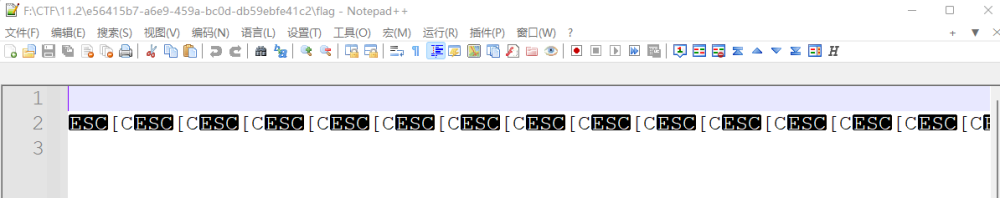 F:\CTF\11.2\e56415b7-a6e9-459a-bc0d-db59ebfe41c2\flag - Notepad++
文件(F) 编辑(E) 搜索(S) 视图(V) 编码(N) 语言(L) 设置(T) 工具(O) 宏(M) 运行(R) 插件(P) 窗口(W) ? + ▼ X
1
2 ESC[CESC[CESC[CESC[CESC[CESC[CESC[CESC[CESC[CESC[CESC[CESC[CESC[CESC[C
3